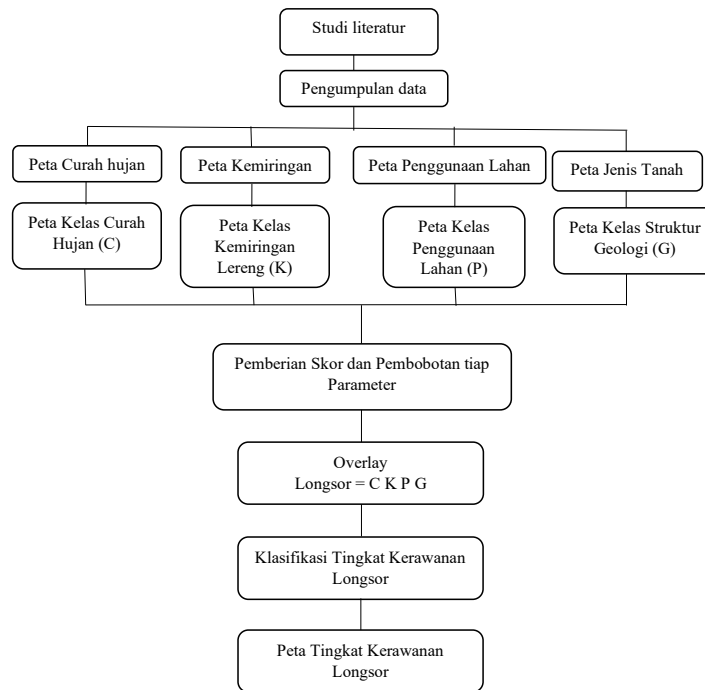 Studi literatur
Pengumpulan data
Peta Curah hujan
Peta Kemiringan
Peta Penggunaan Lahan
Peta Jenis Tanah
Peta Kelas Curah
Hujan (C)
Peta Kelas
Kemiringan
Lereng (K)
Peta Kelas
Penggunaan
Lahan (P)
Peta Kelas Struktur
Geologi (G)
Pemberian Skor dan Pembobotan tiap
Parameter
Overlay
Longsor = C K P G
Klasifikasi Tingkat Kerawanan
Longsor
Peta Tingkat Kerawanan
Longsor